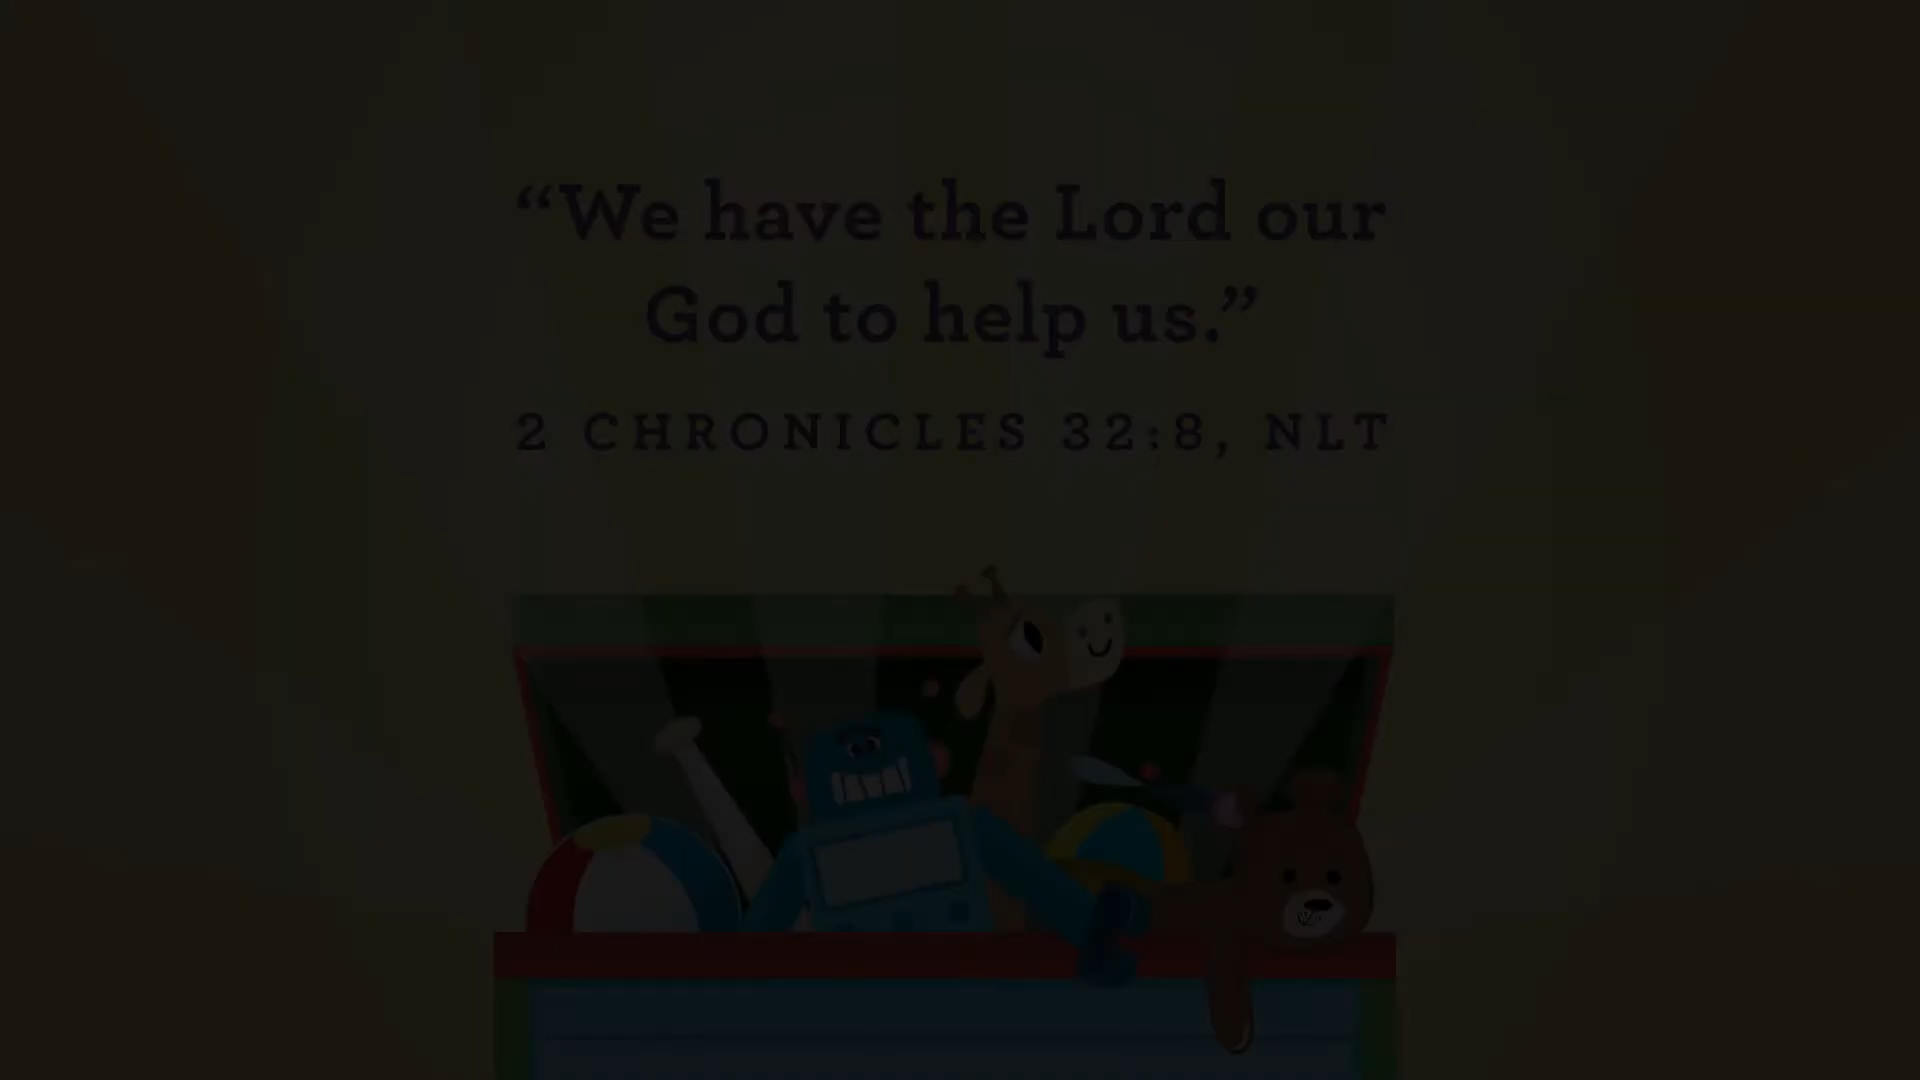 “We have the Lord our
God to help us.”
2 CHRONICLES 32:8, NLT